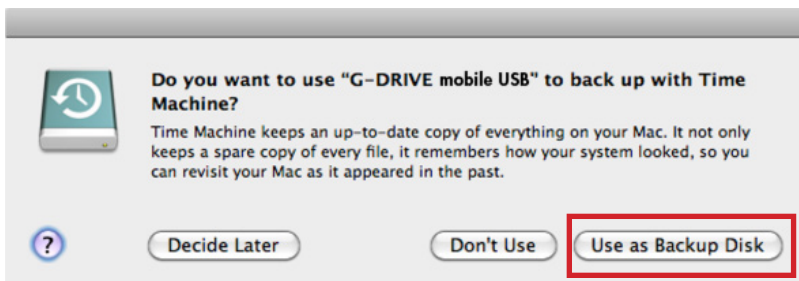 Do you want to use "G-DRIVE mobile USB" to back up with Time
Machine?
Time Machine keeps an up-to-date copy of everything on your Mac. It not only
keeps a spare copy of every file, it remembers how your system looked, so you
can revisit your Mac as it appeared in the past.
? Decide Later Don't Use Use as Backup Disk